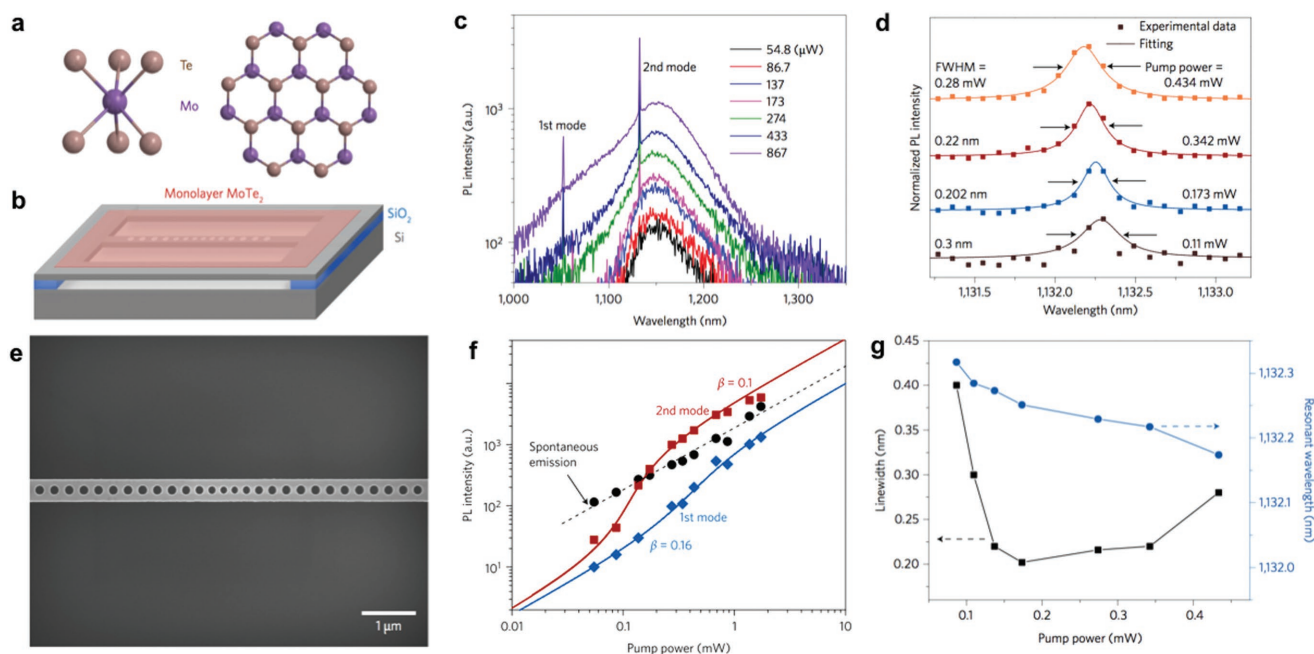 a
Te
Mo
b
Monolayer MoTe2
SiO2
Si
c
PL intensity (a.u.)
10³
10²
1st mode
2nd mode
54.8 (μW)
86.7
137
173
274
433
867
1,000
1,100
1,200
1,300
Wavelength (nm)
d
Normalized PL intensity
Experimental data
Fitting
FWHM =
0.28 mW
Pump power =
0.434 mW
0.22 nm
0.342 mW
0.202 nm
0.173 mW
0.3 nm
0.11 mW
1,131.5
1,132.0
1,132.5
1,133.0
Wavelength (nm)
e
1 μm
f
PL intensity (a.u.)
10⁴
10³
10²
10¹
β = 0.1
2nd mode
Spontaneous
emission
1st mode
β = 0.16
0.01
0.1
1
10
Pump power (mW)
g
Linewidth (nm)
0.45
0.40
0.35
0.30
0.25
0.20
1,132.3
1,132.2
1,132.1
1,132.0
Resonant wavelength (nm)
0.1
0.2
0.3
0.4
Pump power (mW)